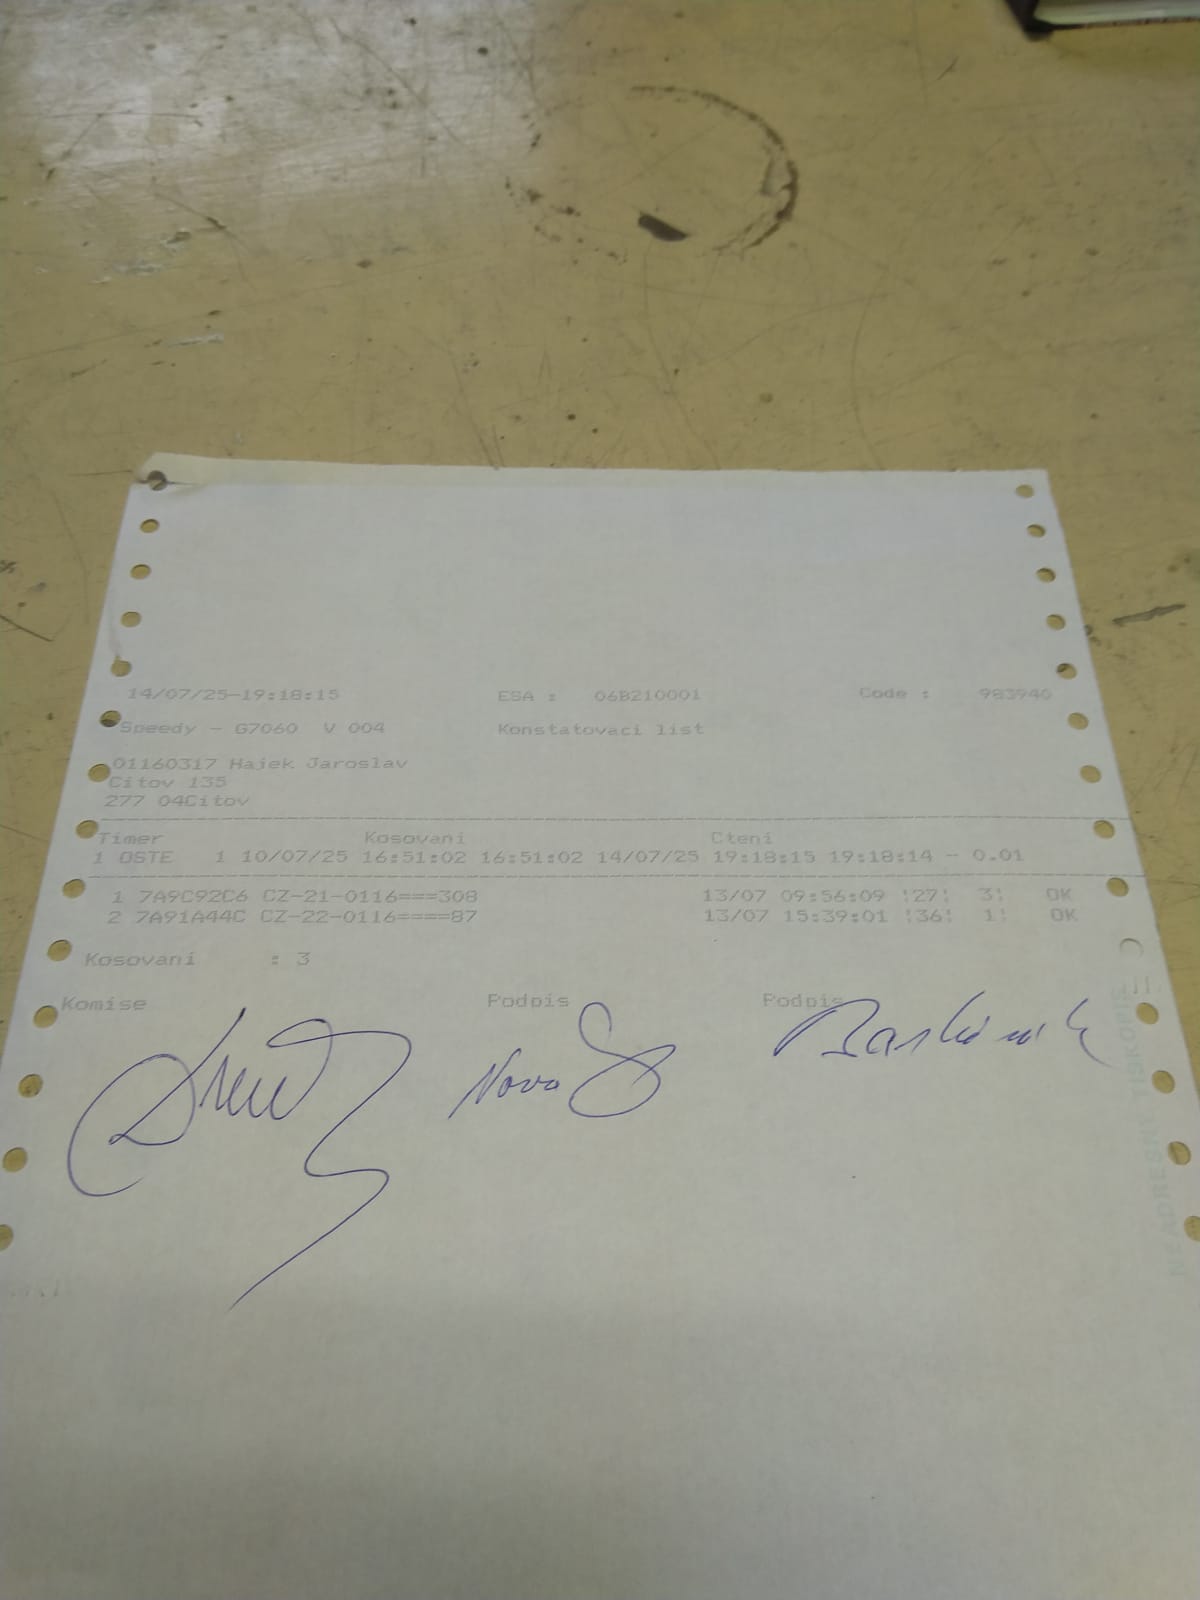 14/07/25-19:18:15 ESA : 06B210001 Code : 983940
Speedy - G7060 V 004 Konstatovaci list
01160317 Hajek Jaroslav
Citov 135
277 04Citov
Timer Kosovani Cteni
1 OSTE 1 10/07/25 16:51:02 16:51:02 14/07/25 19:18:15 19:18:14 - 0.01
1 7A9C92C6 CZ-21-0116===308 13/07 09:56:09 !27! 3! OK
2 7A91A44C CZ-22-0116====87 13/07 15:39:01 !36! 1! OK
Kosovani : 3
Komise Podpis Podpis